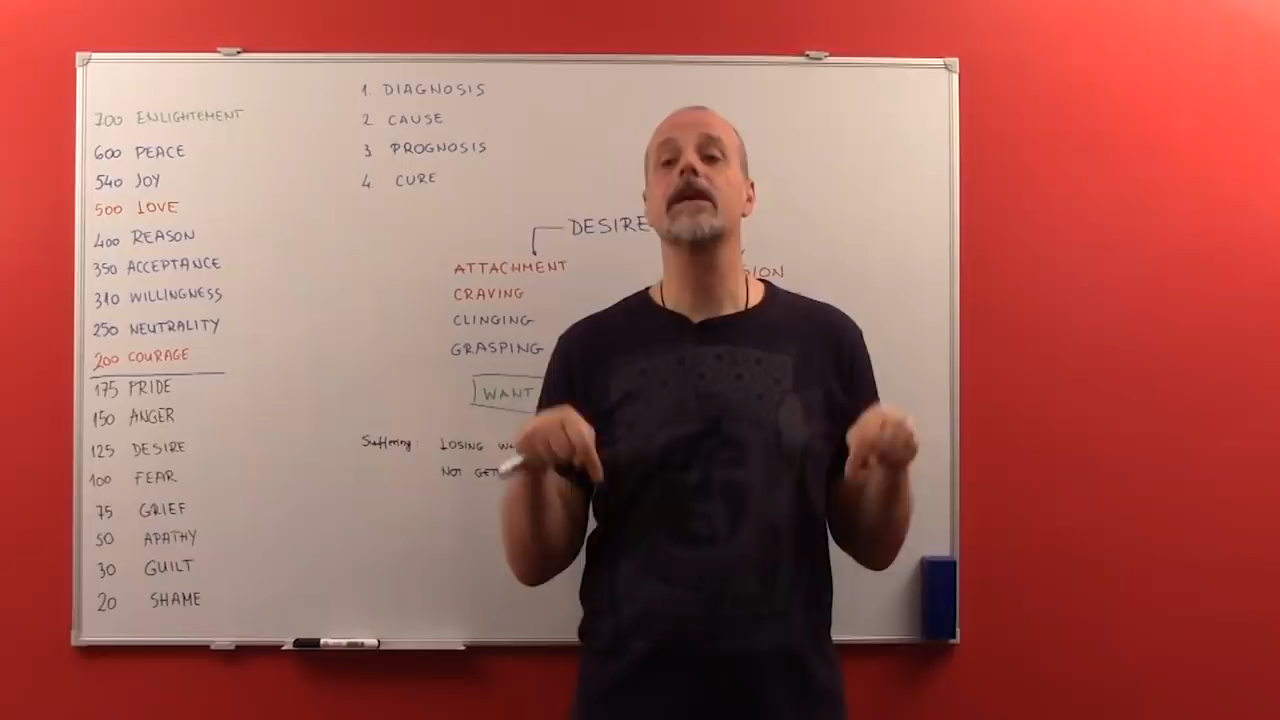 700 ENLIGHTEMENT
600 PEACE
540 JOY
500 LOVE
400 REASON
350 ACCEPTANCE
310 WILLINGNESS
250 NEUTRALITY
200 COURAGE
175 PRIDE
150 ANGER
125 DESIRE
100 FEAR
75 GRIEF
50 APATHY
30 GUILT
20 SHAME
1. DIAGNOSIS
2 CAUSE
3 PROGNOSIS
4. CURE
DESIRE
ATTACHMENT
CRAVING
CLINGING
GRASPING
WANT
Suffering: LOSING
NOT